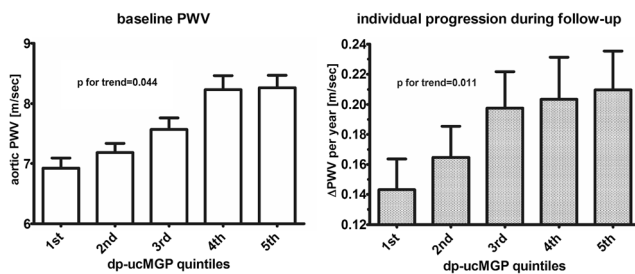 baseline PWV
aortic PWV [m/sec]
9
8
7
6
p for trend=0.044
1st
2nd
3rd
4th
5th
dp-ucMGP quintiles
individual progression during follow-up
ΔPWV per year [m/sec]
0.24
0.22
0.20
0.18
0.16
0.14
0.12
p for trend=0.011
1st
2nd
3rd
4th
5th
dp-ucMGP quintiles